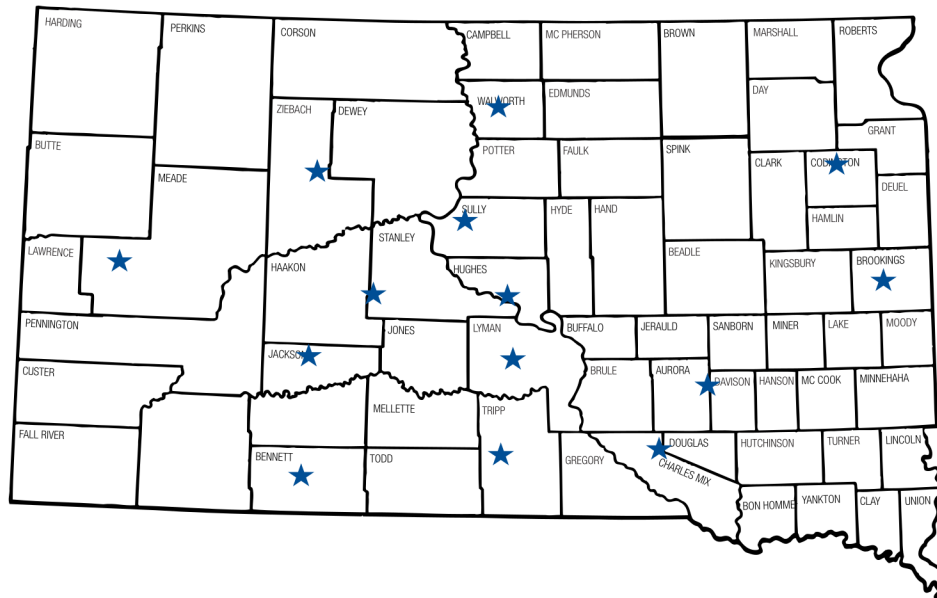 HARDING
PERKINS
CORSON
CAMPBELL
MC PHERSON
BROWN
MARSHALL
ROBERTS
ZIEBACH
DEWEY
WALWORTH
EDMUNDS
DAY
GRANT
BUTTE
MEADE
POTTER
FAULK
SPINK
CLARK
CODINGTON
DEUEL
SULLY
HYDE
HAND
HAMLIN
LAWRENCE
STANLEY
HAAKON
HUGHES
BEADLE
KINGSBURY
BROOKINGS
PENNINGTON
JONES
LYMAN
BUFFALO
JERAULD
SANBORN
MINER
LAKE
MOODY
JACKSON
CUSTER
BRULE
AURORA
DAVISON
HANSON
MC COOK
MINNEHAHA
MELLETTE
TRIPP
FALL RIVER
BENNETT
TODD
GREGORY
DOUGLAS
CHARLES MIX
HUTCHINSON
TURNER
LINCOLN
BON HOMME
YANKTON
CLAY
UNION